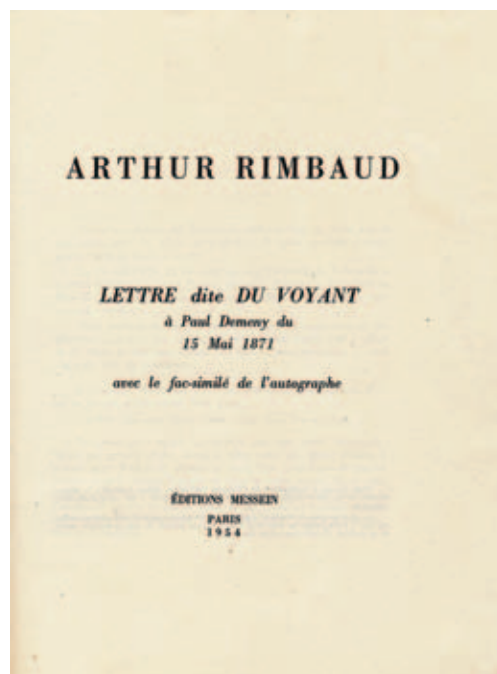 ARTHUR RIMBAUD
LETTRE dite DU VOYANT
à Paul Demeny du
15 Mai 1871
avec le fac-similé de l'autographe
ÉDITIONS MESSEIN
PARIS
1954